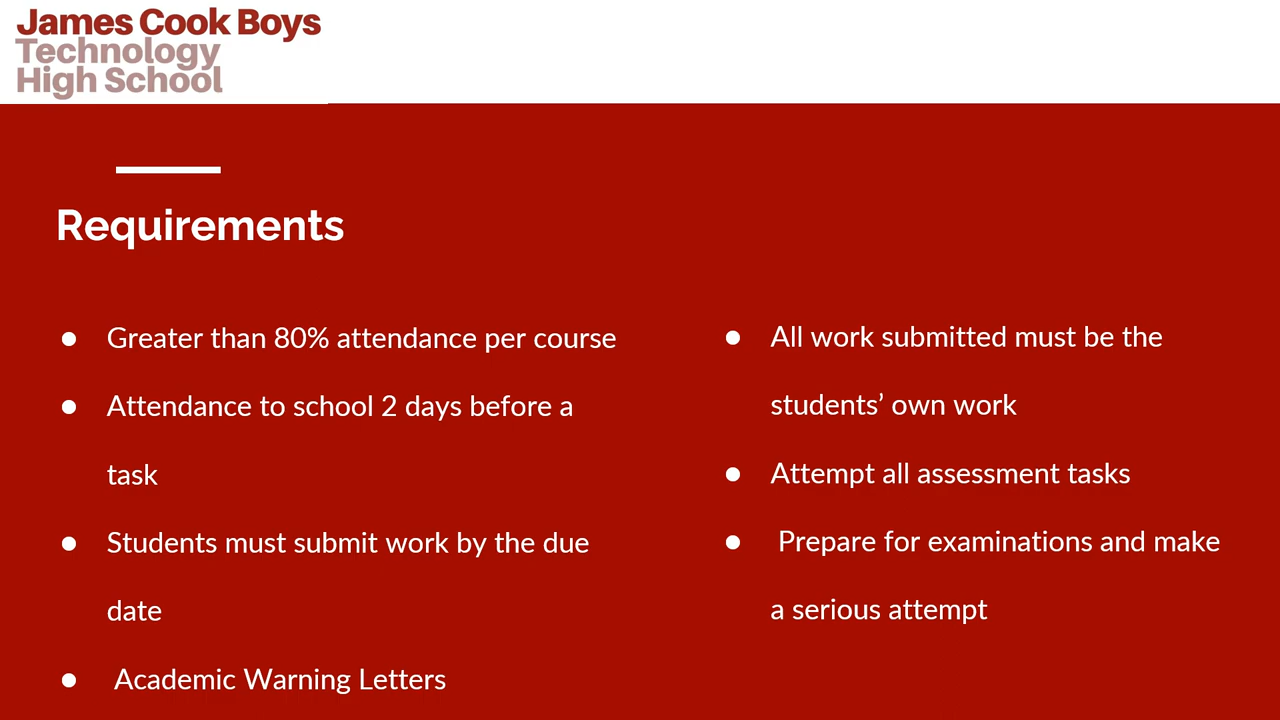 James Cook Boys
Technology
High School
Requirements
● Greater than 80% attendance per course
● Attendance to school 2 days before a
task
● Students must submit work by the due
date
● Academic Warning Letters
● All work submitted must be the
students’ own work
● Attempt all assessment tasks
● Prepare for examinations and make
a serious attempt